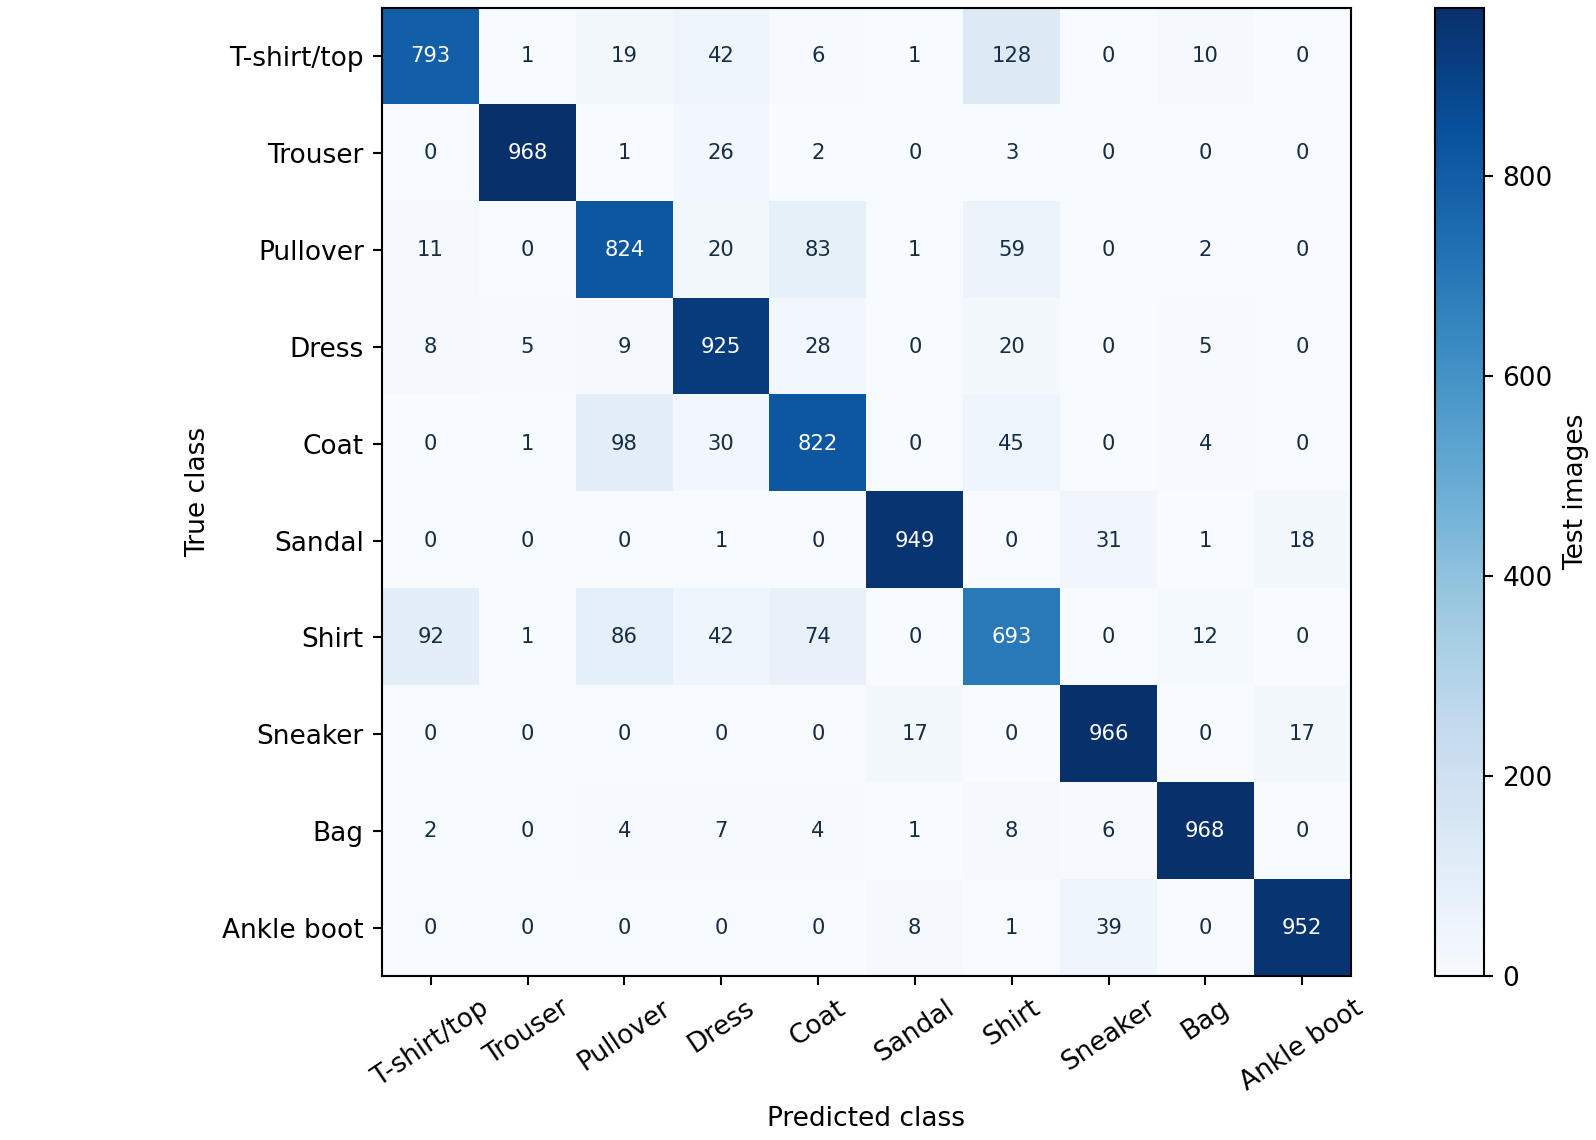 T-shirt/top 793 1 19 42 6 1 128 0 10 0
Trouser 0 968 1 26 2 0 3 0 0 0
Pullover 11 0 824 20 83 1 59 0 2 0
Dress 8 5 9 925 28 0 20 0 5 0
Coat 0 1 98 30 822 0 45 0 4 0
Sandal 0 0 0 1 0 949 0 31 1 18
Shirt 92 1 86 42 74 0 693 0 12 0
Sneaker 0 0 0 0 0 17 0 966 0 17
Bag 2 0 4 7 4 1 8 6 968 0
Ankle boot 0 0 0 0 0 8 1 39 0 952
True class
T-shirt/top Trouser Pullover Dress Coat Sandal Shirt Sneaker Bag Ankle boot
Predicted class
800
600
400
200
0
Test images